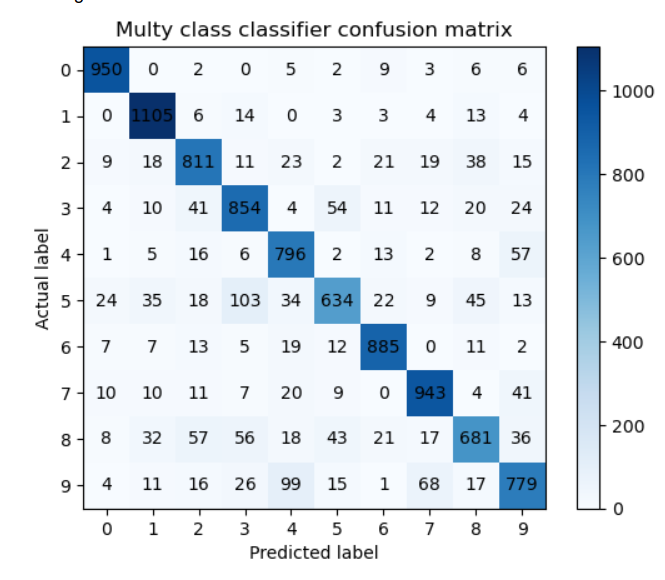 Multy class classifier confusion matrix
0 950 0 2 0 5 2 9 3 6 6
1 0 1105 6 14 0 3 3 4 13 4
2 9 18 811 11 23 2 21 19 38 15
3 4 10 41 854 4 54 11 12 20 24
4 1 5 16 6 796 2 13 2 8 57
5 24 35 18 103 34 634 22 9 45 13
6 7 7 13 5 19 12 885 0 11 2
7 10 10 11 7 20 9 0 943 4 41
8 8 32 57 56 18 43 21 17 681 36
9 4 11 16 26 99 15 1 68 17 779
0 1 2 3 4 5 6 7 8 9
Predicted label
Actual label
1000
800
600
400
200
0